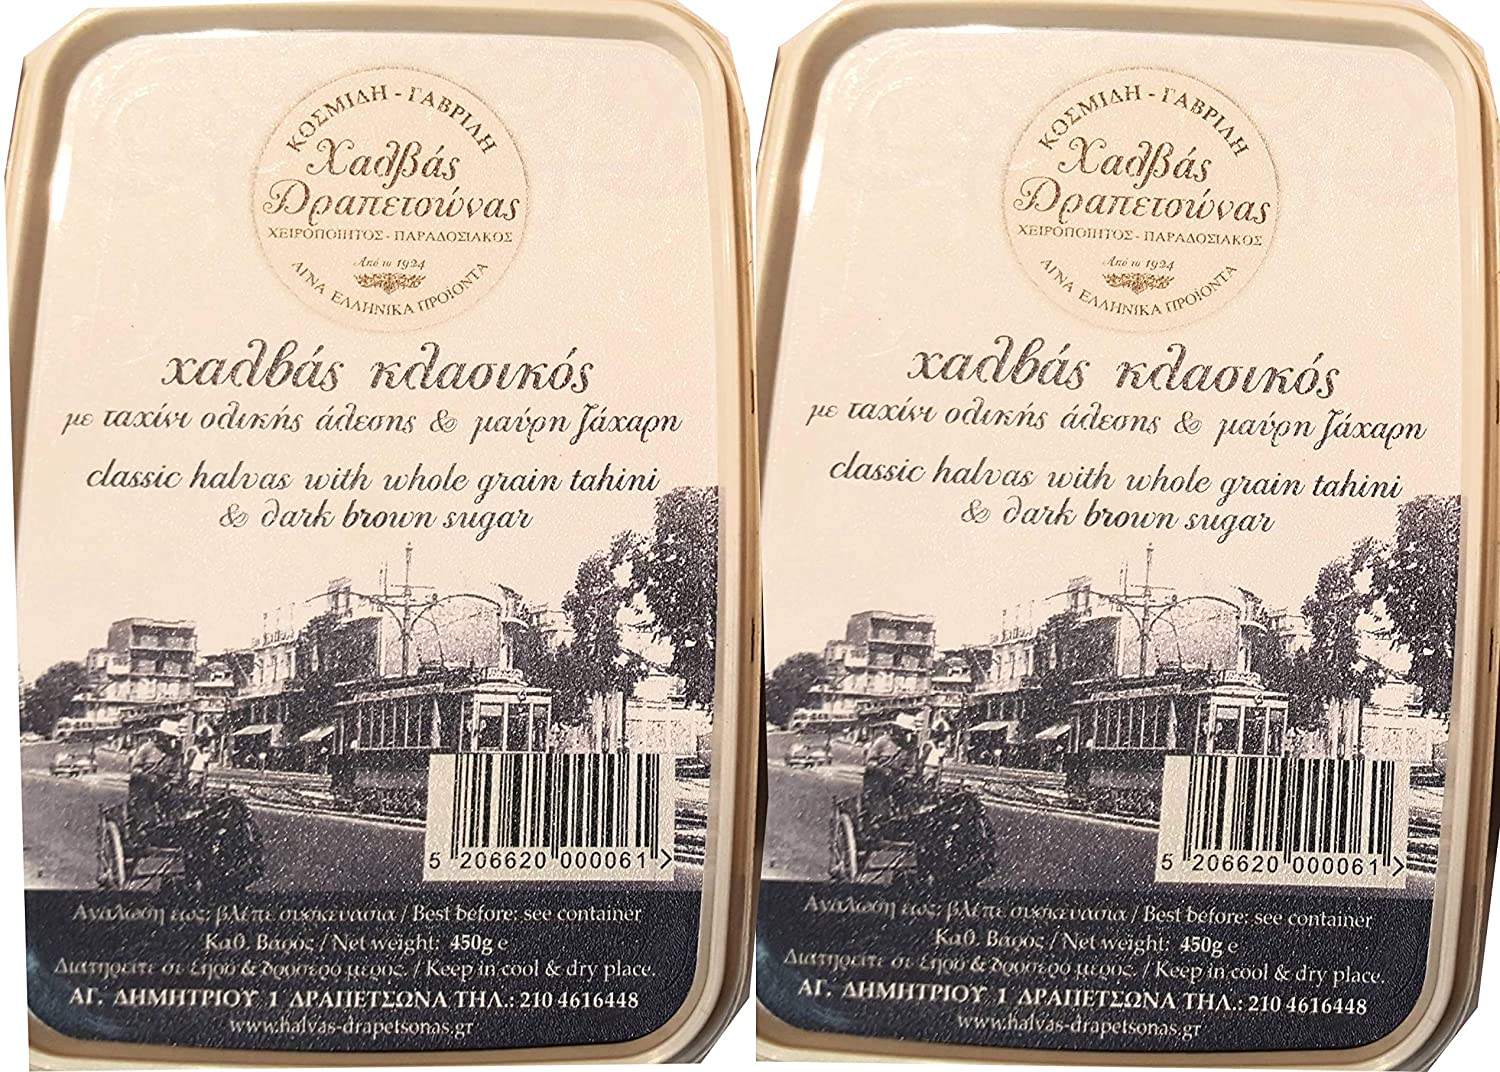 ΚΟΣΜΙΔΗ - ΓΑΒΡΙΛΗ
Χαλβάς
Δραπετσώνας
ΧΕΙΡΟΠΟΙΗΤΟΣ - ΠΑΡΑΔΟΣΙΑΚΟΣ
Από το 1924
ΑΓΝΑ ΕΛΛΗΝΙΚΑ ΠΡΟΪΟΝΤΑ
χαλβάς κλασικός
με ταχίνι ολικής άλεσης & μαύρη ζάχαρη
classic halvas with whole grain tahini
& dark brown sugar
5 206620 000061 >
Ανάλωση έως: βλέπε συσκευασία / Best before: see container
Καθ. Βάρος / Net weight: 450g e
Διατηρείτε σε ξηρό & δροσερό μέρος. / Keep in cool & dry place.
ΑΓ. ΔΗΜΗΤΡΙΟΥ 1 ΔΡΑΠΕΤΣΩΝΑ ΤΗΛ.: 210 4616448
www.halvas-drapetsonas.gr
ΚΟΣΜΙΔΗ - ΓΑΒΡΙΛΗ
Χαλβάς
Δραπετσώνας
ΧΕΙΡΟΠΟΙΗΤΟΣ - ΠΑΡΑΔΟΣΙΑΚΟΣ
Από το 1924
ΑΓΝΑ ΕΛΛΗΝΙΚΑ ΠΡΟΪΟΝΤΑ
χαλβάς κλασικός
με ταχίνι ολικής άλεσης & μαύρη ζάχαρη
classic halvas with whole grain tahini
& dark brown sugar
5 206620 000061 >
Ανάλωση έως: βλέπε συσκευασία / Best before: see container
Καθ. Βάρος / Net weight: 450g e
Διατηρείτε σε ξηρό & δροσερό μέρος. / Keep in cool & dry place.
ΑΓ. ΔΗΜΗΤΡΙΟΥ 1 ΔΡΑΠΕΤΣΩΝΑ ΤΗΛ.: 210 4616448
www.halvas-drapetsonas.gr